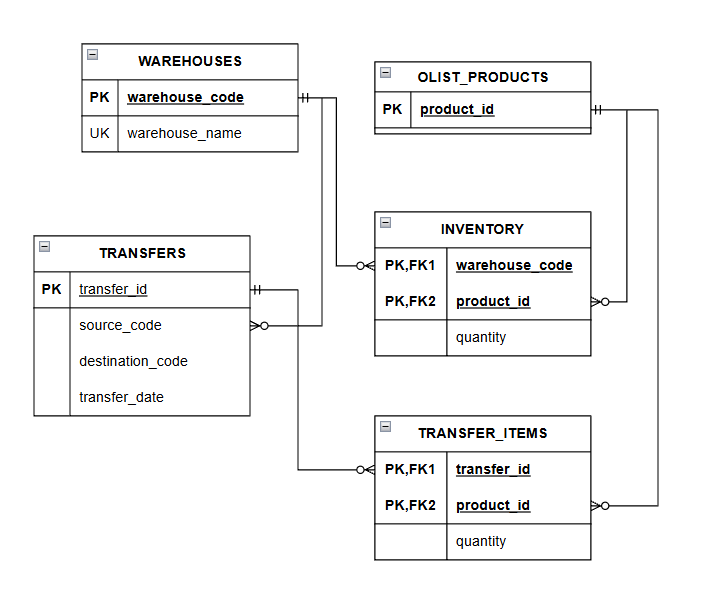 WAREHOUSES
PK warehouse_code
UK warehouse_name
OLIST_PRODUCTS
PK product_id
TRANSFERS
PK transfer_id
source_code
destination_code
transfer_date
INVENTORY
PK,FK1 warehouse_code
PK,FK2 product_id
quantity
TRANSFER_ITEMS
PK,FK1 transfer_id
PK,FK2 product_id
quantity